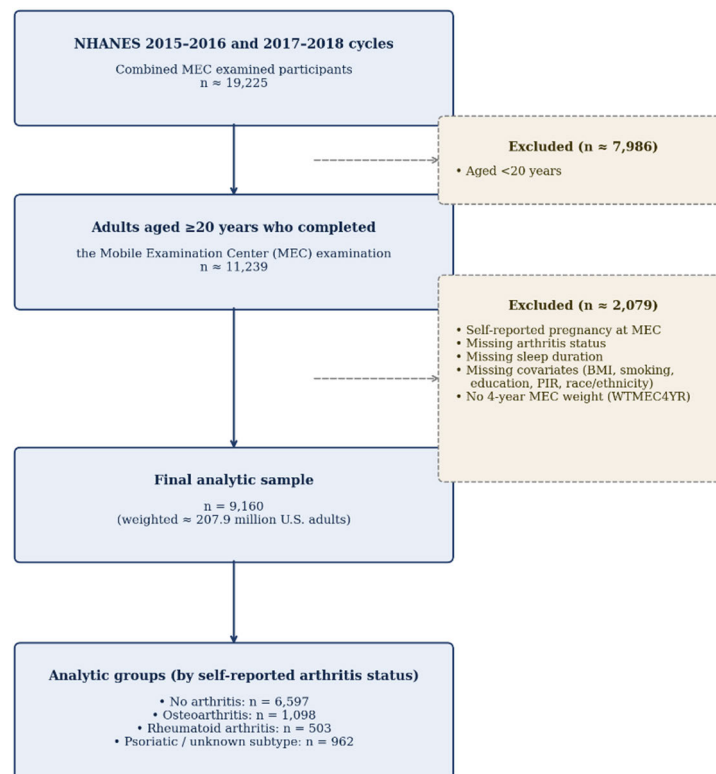 NHANES 2015–2016 and 2017–2018 cycles
Combined MEC examined participants
n ≈ 19,225
Excluded (n ≈ 7,986)
• Aged <20 years
Adults aged ≥20 years who completed
the Mobile Examination Center (MEC) examination
n ≈ 11,239
Excluded (n ≈ 2,079)
• Self-reported pregnancy at MEC
• Missing arthritis status
• Missing sleep duration
• Missing covariates (BMI, smoking,
education, PIR, race/ethnicity)
• No 4-year MEC weight (WTMEC4YR)
Final analytic sample
n = 9,160
(weighted ≈ 207.9 million U.S. adults)
Analytic groups (by self-reported arthritis status)
• No arthritis: n = 6,597
• Osteoarthritis: n = 1,098
• Rheumatoid arthritis: n = 503
• Psoriatic / unknown subtype: n = 962